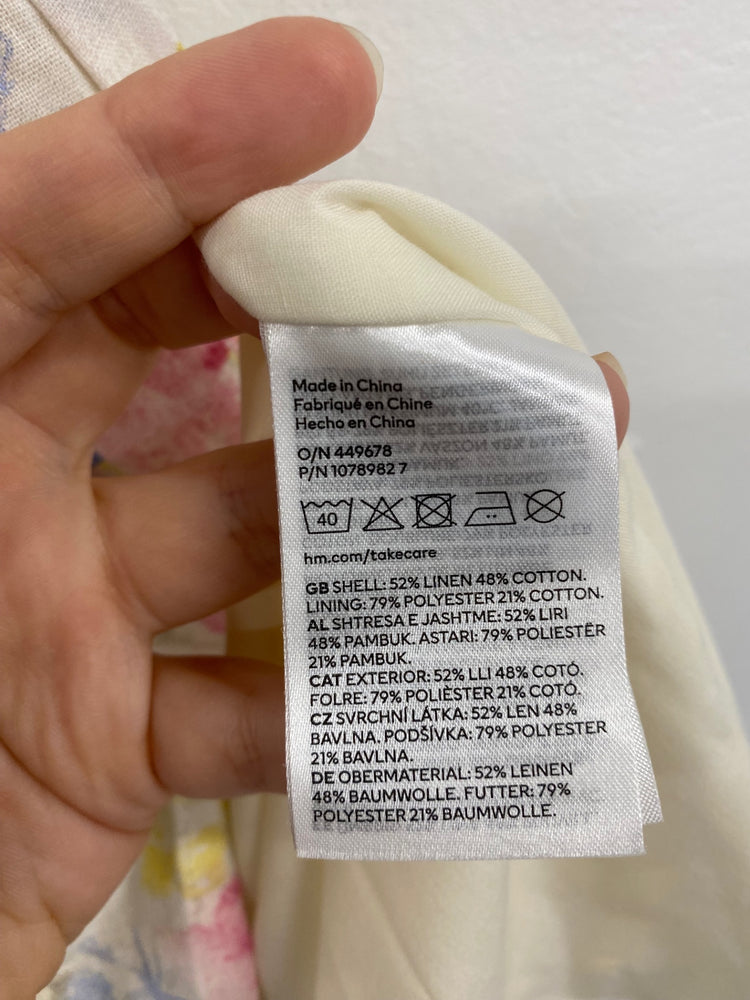 Made in China
Fabriqué en Chine
Hecho en China
O/N 449678
P/N 1078982 7
40
hm.com/takecare
GB SHELL: 52% LINEN 48% COTTON.
LINING: 79% POLYESTER 21% COTTON.
AL SHTRESA E JASHTME: 52% LIRI
48% PAMBUK. ASTARI: 79% POLIESTËR
21% PAMBUK.
CAT EXTERIOR: 52% LLI 48% COTÓ.
FOLRE: 79% POLIÈSTER 21% COTÓ.
CZ SVRCHNÍ LÁTKA: 52% LEN 48%
BAVLNA. PODŠÍVKA: 79% POLYESTER
21% BAVLNA.
DE OBERMATERIAL: 52% LEINEN
48% BAUMWOLLE. FUTTER: 79%
POLYESTER 21% BAUMWOLLE.